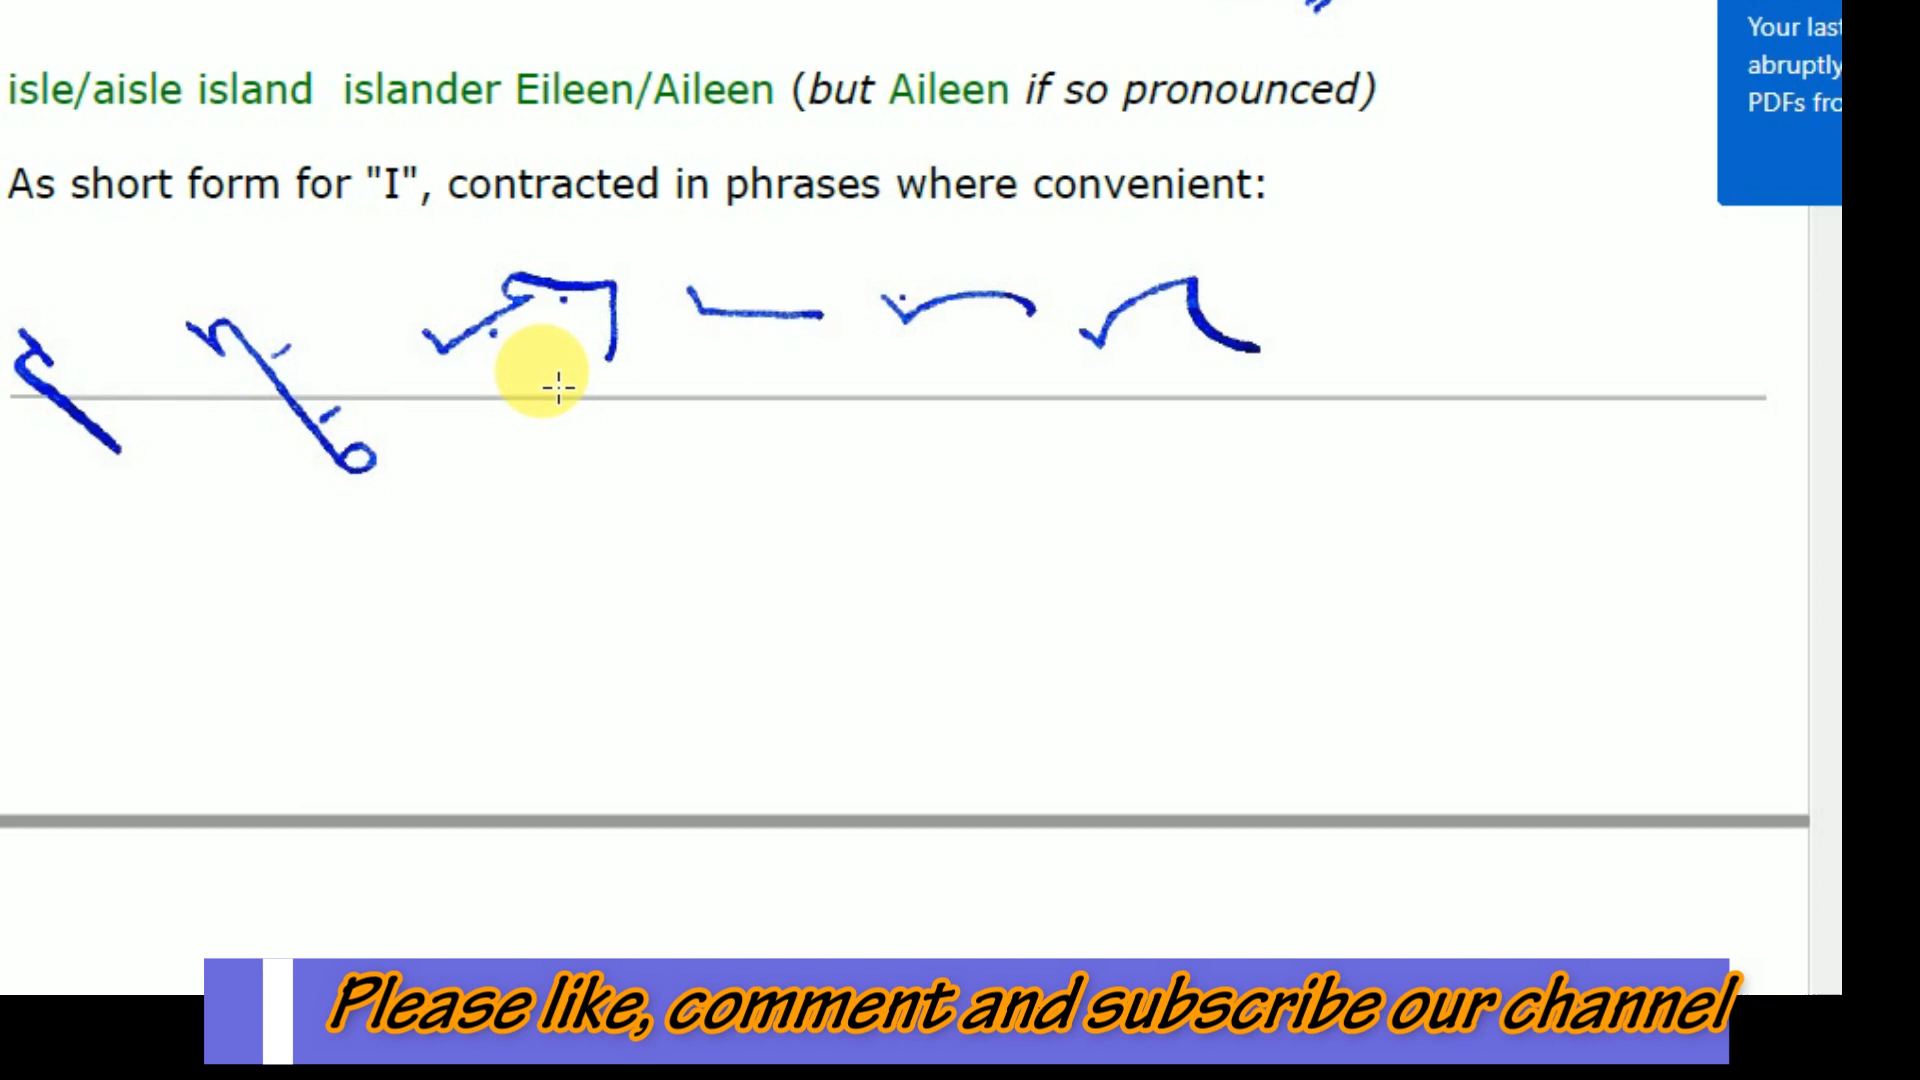 isle/aisle island islander Eileen/Aileen (but Aileen if so pronounced)
As short form for "I", contracted in phrases where convenient:
Your last
abruptly
PDFs fro
Please like, comment and subscribe our channel